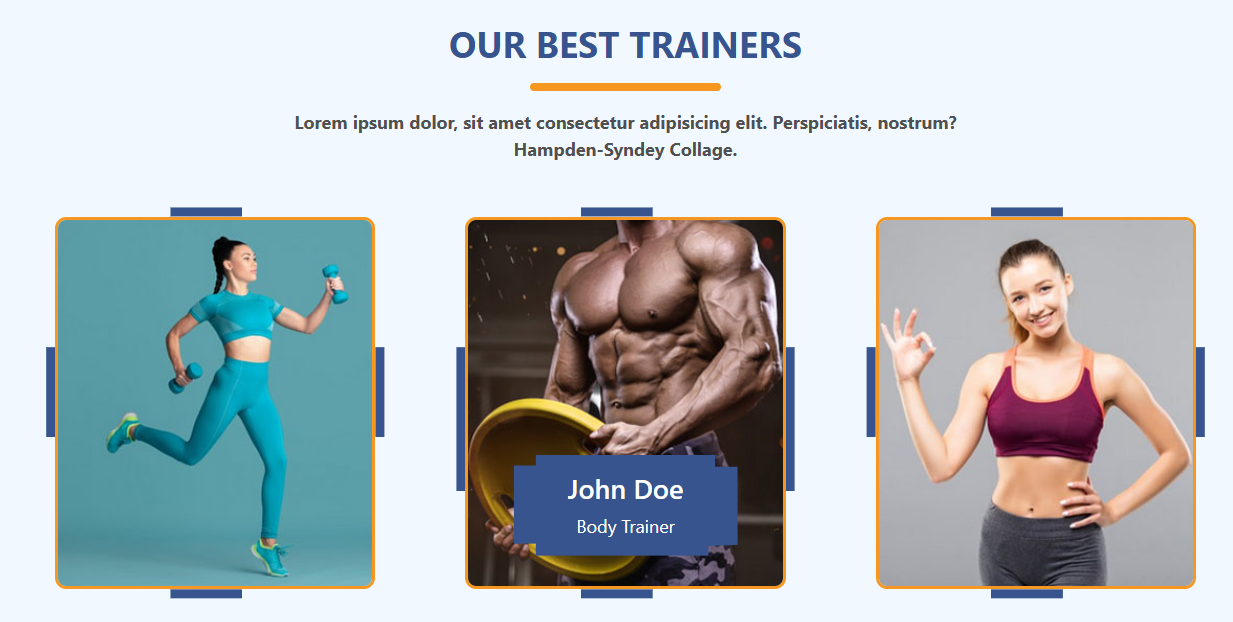 OUR BEST TRAINERS
Lorem ipsum dolor, sit amet consectetur adipisicing elit. Perspiciatis, nostrum?
Hampden-Syndey Collage.
John Doe
Body Trainer